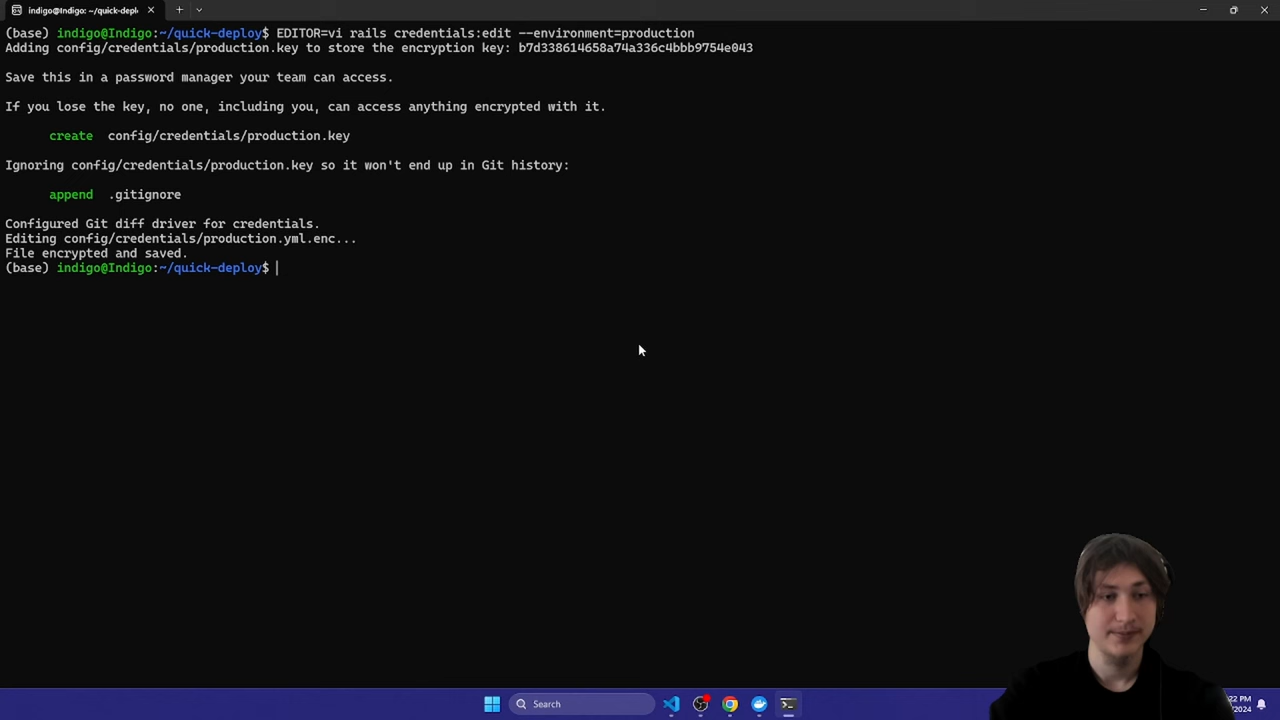 indigo@Indigo: ~/quick-depl
(base) indigo@Indigo:~/quick-deploy$ EDITOR=vi rails credentials:edit --environment=production
Adding config/credentials/production.key to store the encryption key: b7d338614658a74a336c4bbb9754e043
Save this in a password manager your team can access.
If you lose the key, no one, including you, can access anything encrypted with it.
create config/credentials/production.key
Ignoring config/credentials/production.key so it won't end up in Git history:
append .gitignore
Configured Git diff driver for credentials.
Editing config/credentials/production.yml.enc...
File encrypted and saved.
(base) indigo@Indigo:~/quick-deploy$
Search
:22 PM
/2024